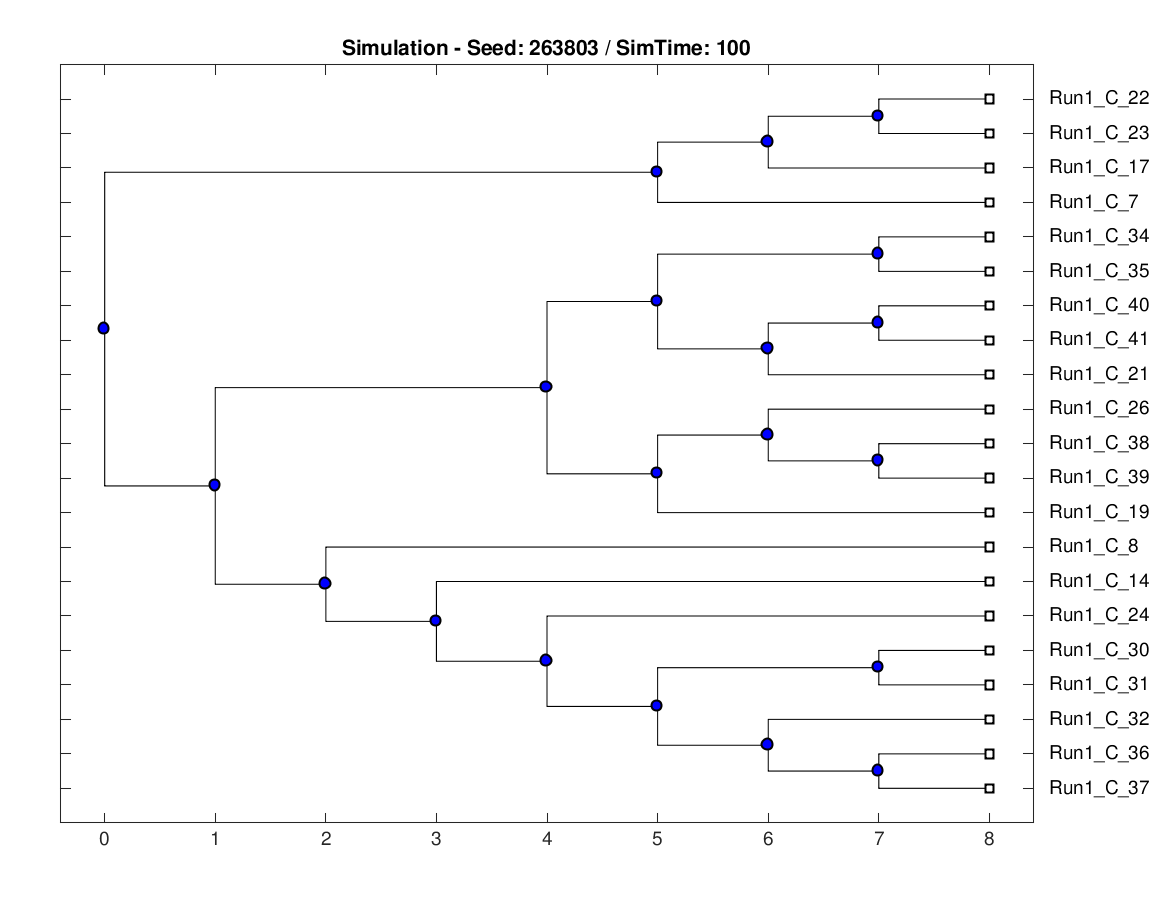 Simulation - Seed: 263803 / SimTime: 100
Run1_C_22
Run1_C_23
Run1_C_17
Run1_C_7
Run1_C_34
Run1_C_35
Run1_C_40
Run1_C_41
Run1_C_21
Run1_C_26
Run1_C_38
Run1_C_39
Run1_C_19
Run1_C_8
Run1_C_14
Run1_C_24
Run1_C_30
Run1_C_31
Run1_C_32
Run1_C_36
Run1_C_37
0 1 2 3 4 5 6 7 8